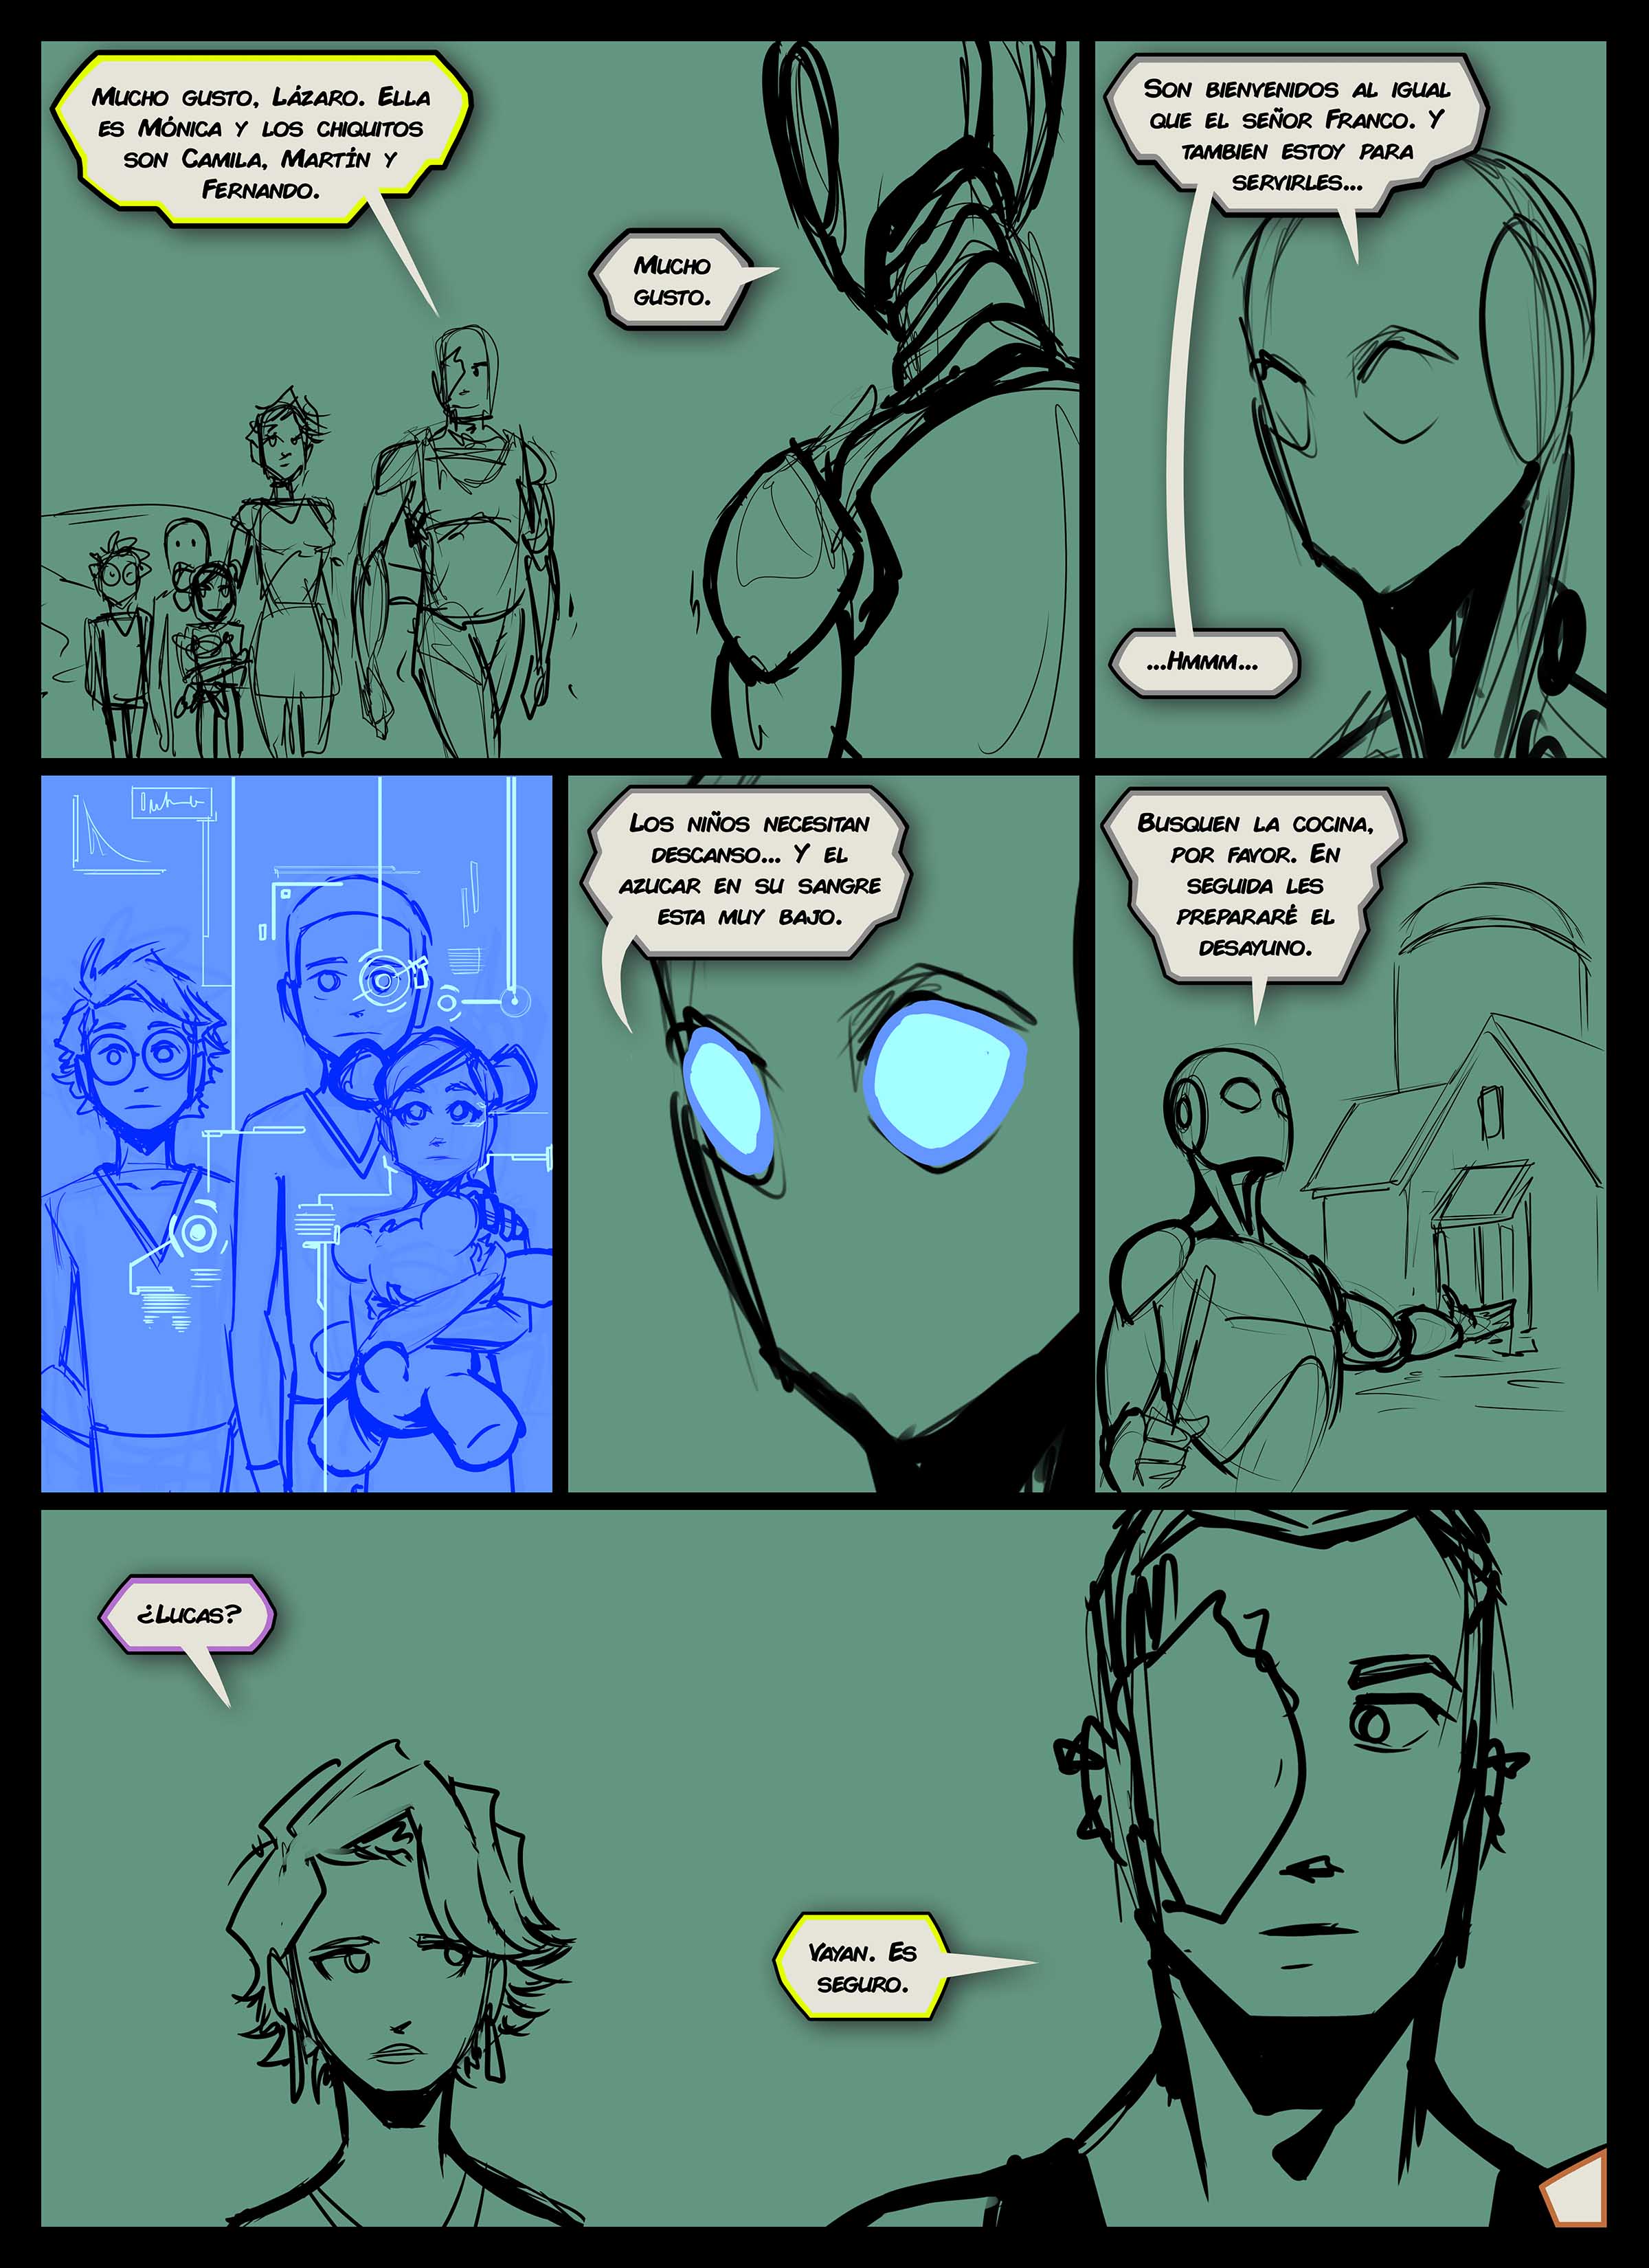 Mucho gusto, Lázaro. Ella
es Mónica y los chiquitos
son Camila, Martín y
Fernando.
Mucho
gusto.
Son bienvenidos al igual
que el señor Franco. Y
tambien estoy para
servirles...
...Hmmm...
Los niños necesitan
descanso... Y el
azucar en su sangre
esta muy bajo.
Busquen la cocina,
por favor. En
seguida les
prepararé el
desayuno.
¿Lucas?
Vayan. Es
seguro.